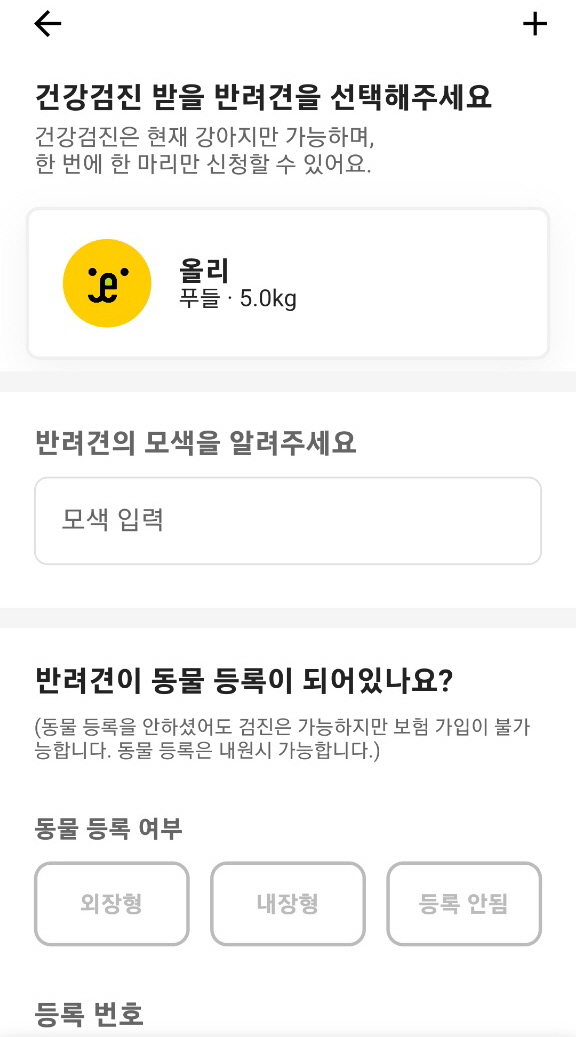 건강검진 받을 반려견을 선택해주세요
건강검진은 현재 강아지만 가능하며,
한 번에 한 마리만 신청할 수 있어요.
올리
푸들 · 5.0kg
반려견의 모색을 알려주세요
모색 입력
반려견이 동물 등록이 되어있나요?
(동물 등록을 안하셨어도 검진은 가능하지만 보험 가입이 불가
능합니다. 동물 등록은 내원시 가능합니다.)
동물 등록 여부
외장형 내장형 등록 안됨
등록 번호